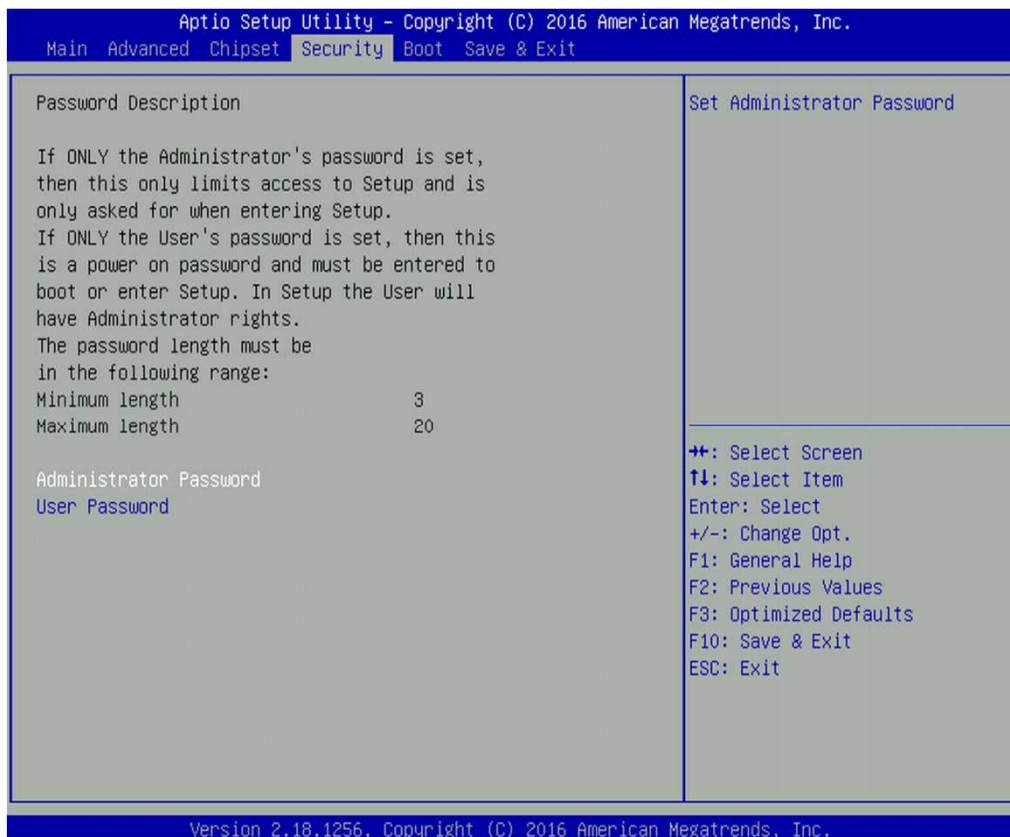 Aptio Setup Utility – Copyright (C) 2016 American Megatrends, Inc.
Main Advanced Chipset Security Boot Save & Exit
Password Description
If ONLY the Administrator's password is set,
then this only limits access to Setup and is
only asked for when entering Setup.
If ONLY the User's password is set, then this
is a power on password and must be entered to
boot or enter Setup. In Setup the User will
have Administrator rights.
The password length must be
in the following range:
Minimum length 3
Maximum length 20
Administrator Password
User Password
Set Administrator Password
→←: Select Screen
↑↓: Select Item
Enter: Select
+/-: Change Opt.
F1: General Help
F2: Previous Values
F3: Optimized Defaults
F10: Save & Exit
ESC: Exit
Version 2.18.1256. Copyright (C) 2016 American Megatrends, Inc.